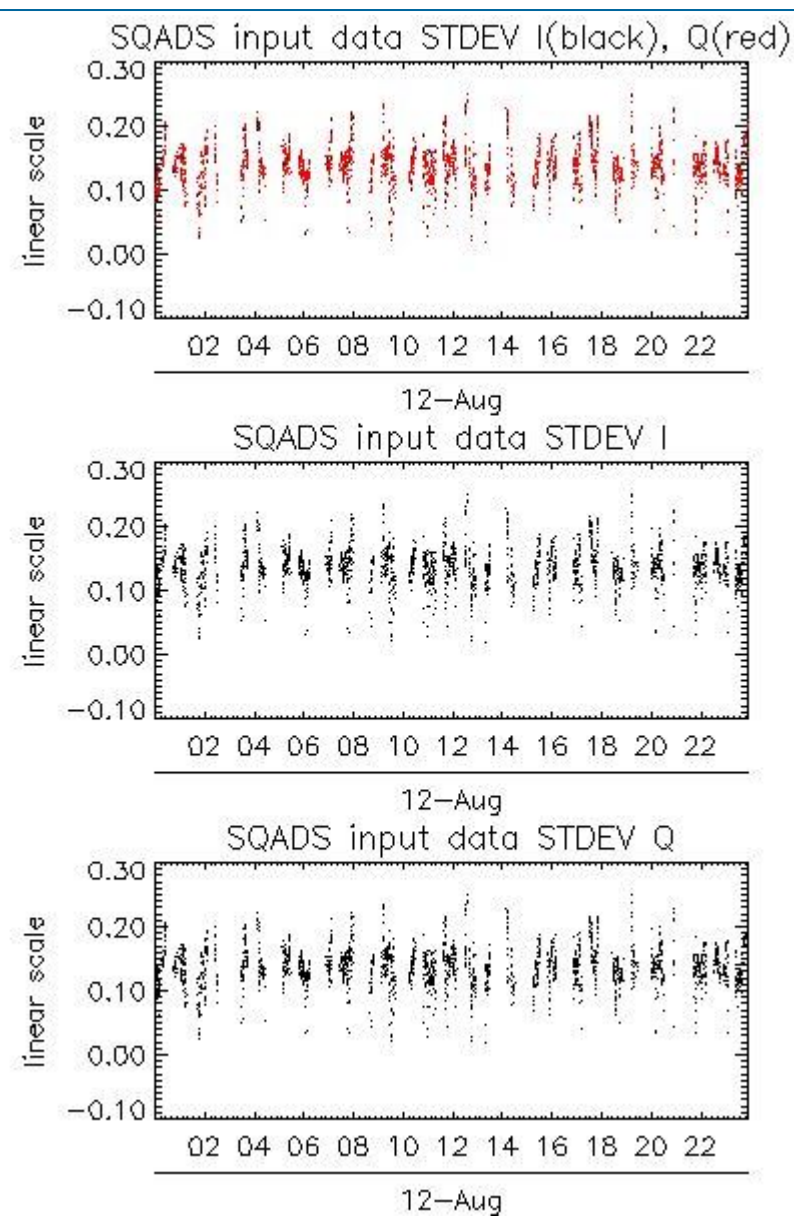 SQADS input data STDEV I(black), Q(red)
0.30
0.20
0.10
0.00
−0.10
linear scale
02 04 06 08 10 12 14 16 18 20 22
12−Aug
SQADS input data STDEV I
0.30
0.20
0.10
0.00
−0.10
linear scale
02 04 06 08 10 12 14 16 18 20 22
12−Aug
SQADS input data STDEV Q
0.30
0.20
0.10
0.00
−0.10
linear scale
02 04 06 08 10 12 14 16 18 20 22
12−Aug